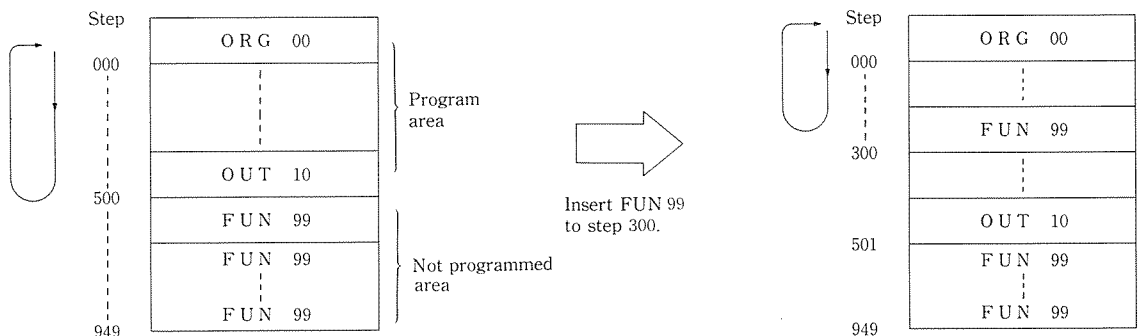 Step
ORG 00
000
Program
area
OUT 10
500
FUN 99
FUN 99
Not programmed
area
FUN 99
949
Insert FUN 99
to step 300.
Step
ORG 00
000
FUN 99
300
OUT 10
501
FUN 99
FUN 99
949